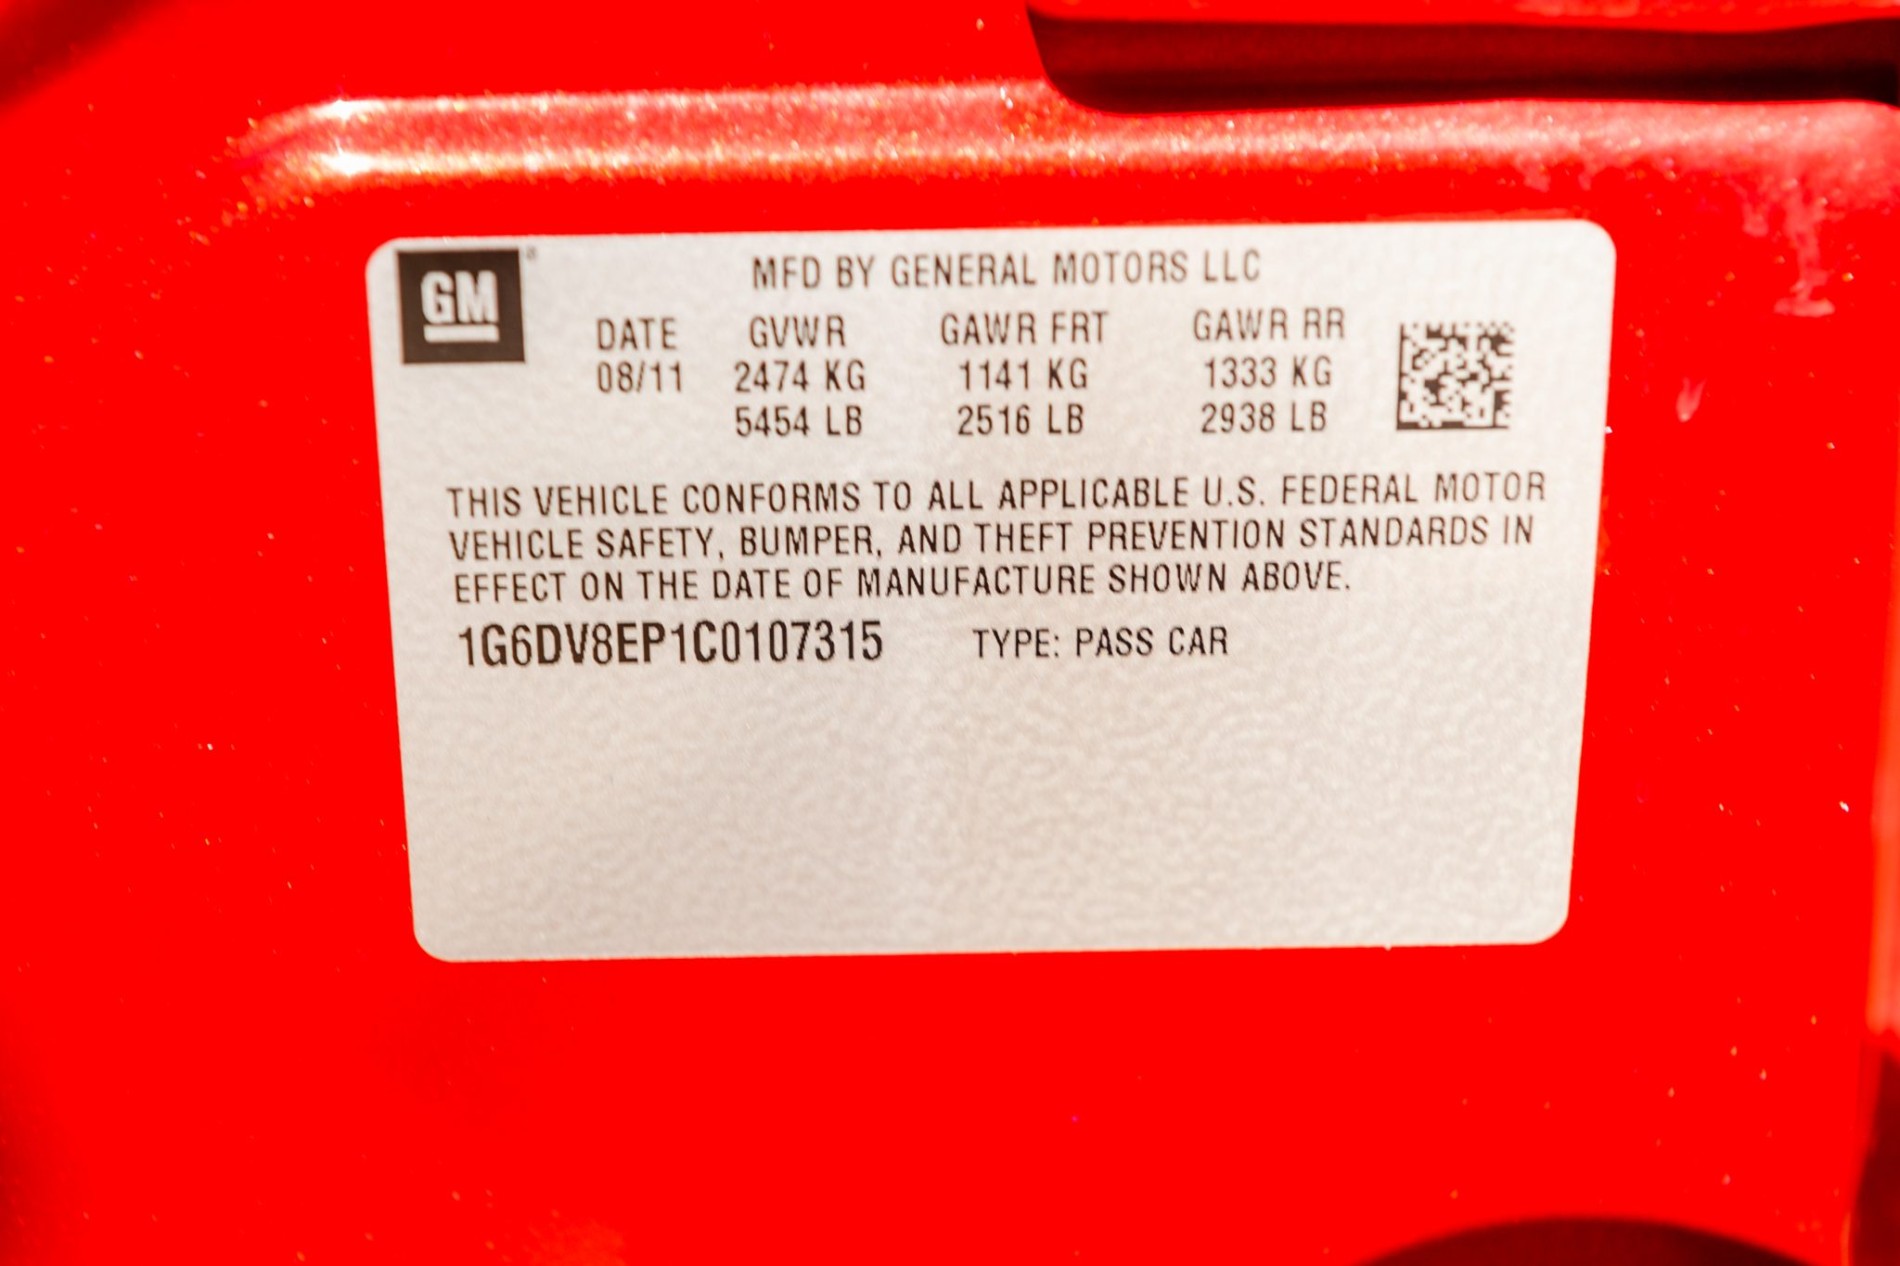 GM
MFD BY GENERAL MOTORS LLC
DATE GVWR GAWR FRT GAWR RR
08/11 2474 KG 1141 KG 1333 KG
5454 LB 2516 LB 2938 LB
THIS VEHICLE CONFORMS TO ALL APPLICABLE U.S. FEDERAL MOTOR
VEHICLE SAFETY, BUMPER, AND THEFT PREVENTION STANDARDS IN
EFFECT ON THE DATE OF MANUFACTURE SHOWN ABOVE.
1G6DV8EP1C0107315 TYPE: PASS CAR